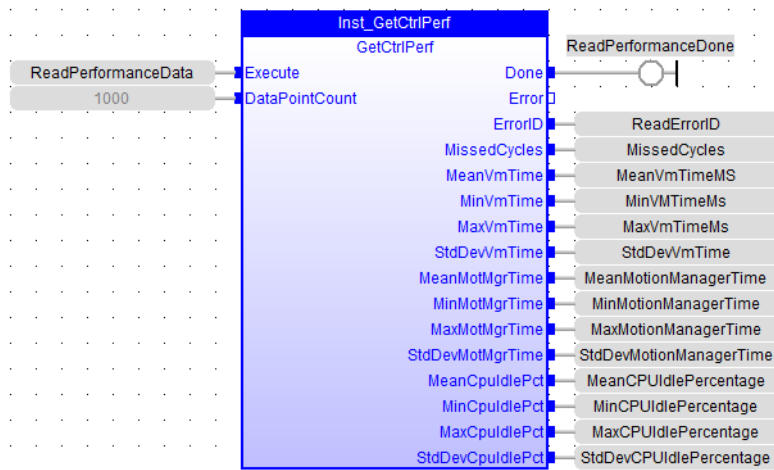 Inst_GetCtrlPerf
GetCtrlPerf
ReadPerformanceDone
ReadPerformanceData Execute Done
1000 DataPointCount Error
ErrorID ReadErrorID
MissedCycles MissedCycles
MeanVmTime MeanVmTimeMS
MinVmTime MinVMTimeMs
MaxVmTime MaxVmTimeMs
StdDevVmTime StdDevVmTime
MeanMotMgrTime MeanMotionManagerTime
MinMotMgrTime MinMotionManagerTime
MaxMotMgrTime MaxMotionManagerTime
StdDevMotMgrTime StdDevMotionManagerTime
MeanCpuIdlePct MeanCPUIdlePercentage
MinCpuIdlePct MinCPUIdlePercentage
MaxCpuIdlePct MaxCPUIdlePercentage
StdDevCpuIdlePct StdDevCPUIdlePercentage